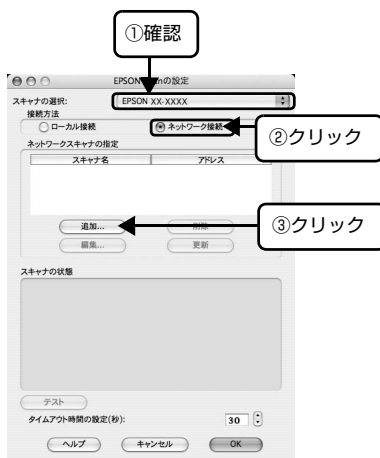 ①確認
EPSON Scanの設定
スキャナの選択:
EPSON XX-XXXX
接続方法
ローカル接続
ネットワーク接続
②クリック
ネットワークスキャナの指定
スキャナ名
アドレス
追加...
削除
③クリック
編集...
更新
スキャナの状態
テスト
タイムアウト時間の設定(秒):
30
ヘルプ
キャンセル
OK